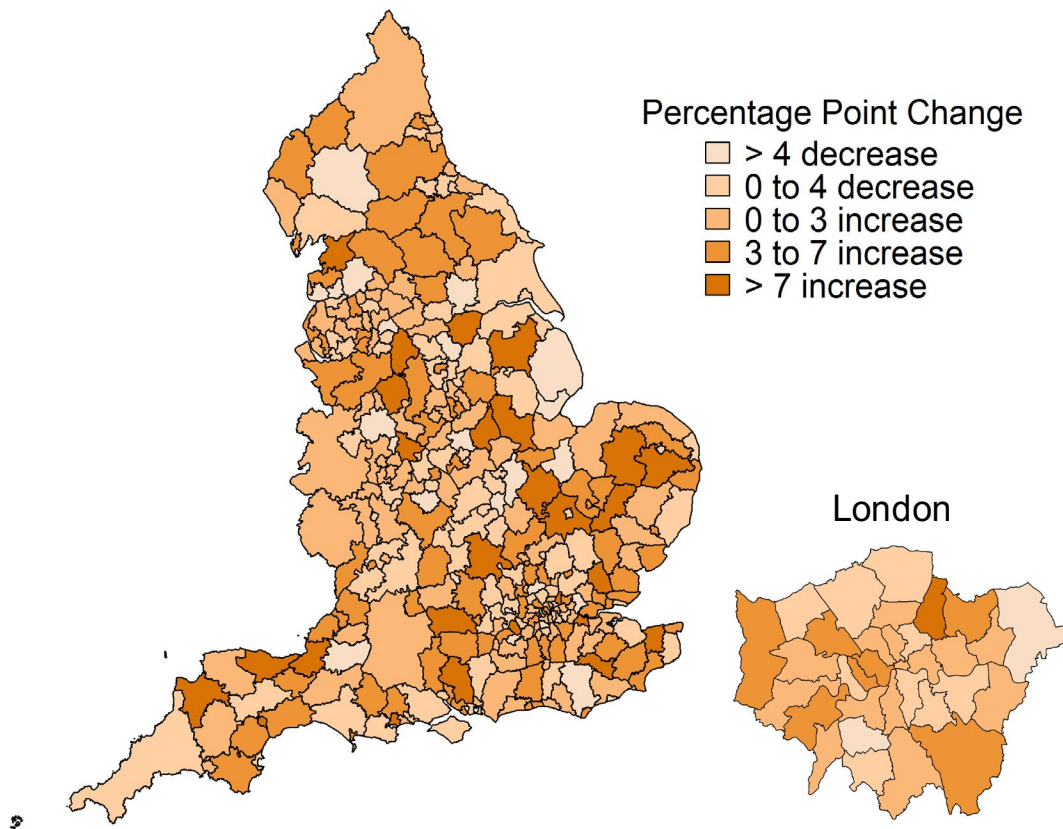 Percentage Point Change
> 4 decrease
0 to 4 decrease
0 to 3 increase
3 to 7 increase
> 7 increase
London